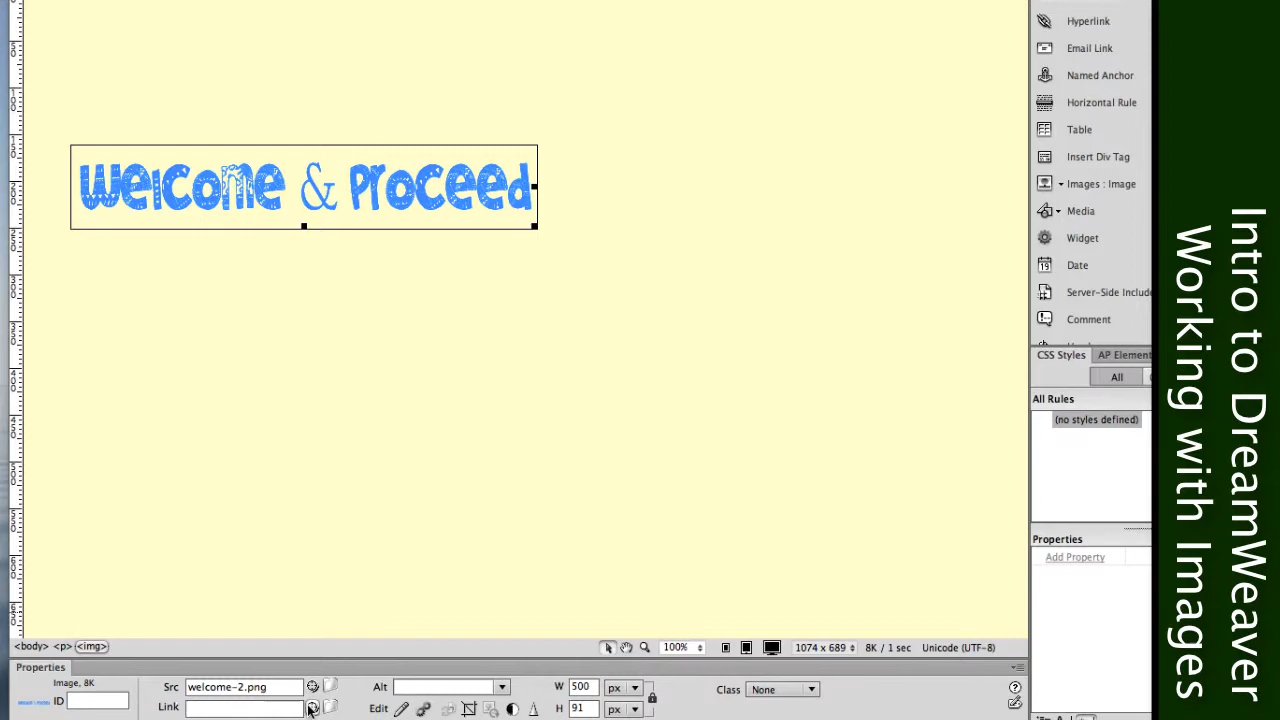 Welcome & Proceed
Hyperlink
Email Link
Named Anchor
Horizontal Rule
Table
Insert Div Tag
Images : Image
Media
Widget
19
Date
Server-Side Include
Comment
CSS Styles
AP Element
All
All Rules
(no styles defined)
Properties
Add Property
<body> <p> <img>
100%
1074 x 689
8K / 1 sec
Unicode (UTF-8)
Properties
Image, 8K
ID
Src
welcome-2.png
Link
Alt
Edit
W
500
px
H
91
px
Class
None
Intro to DreamWeaver
Working with Images